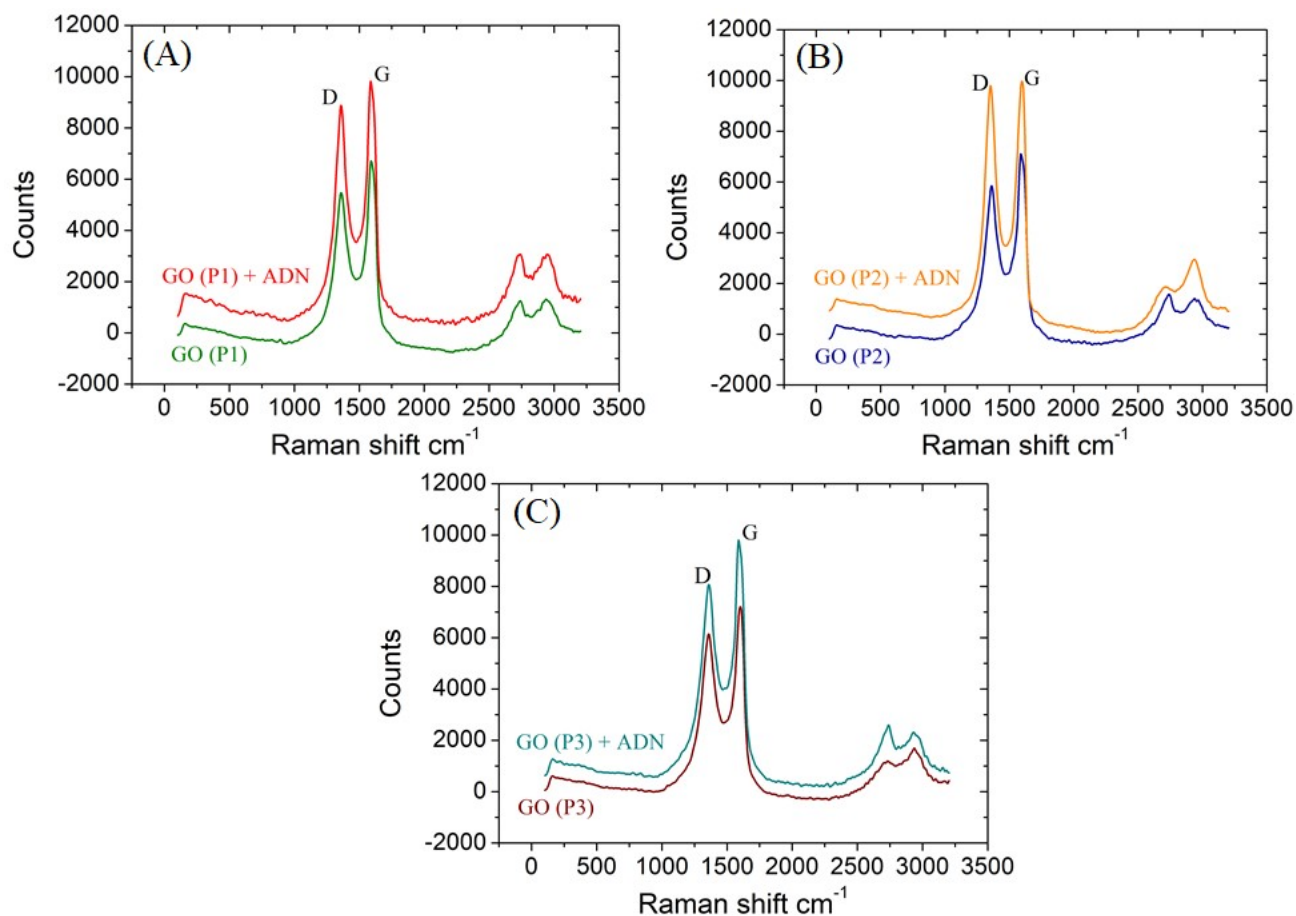 (A)
12000
10000
8000
6000
4000
2000
0
-2000
Counts
D
G
GO (P1) + ADN
GO (P1)
0 500 1000 1500 2000 2500 3000 3500
Raman shift cm⁻¹
(B)
12000
10000
8000
6000
4000
2000
0
-2000
Counts
D
G
GO (P2) + ADN
GO (P2)
0 500 1000 1500 2000 2500 3000 3500
Raman shift cm⁻¹
(C)
12000
10000
8000
6000
4000
2000
0
-2000
Counts
D
G
GO (P3) + ADN
GO (P3)
0 500 1000 1500 2000 2500 3000 3500
Raman shift cm⁻¹